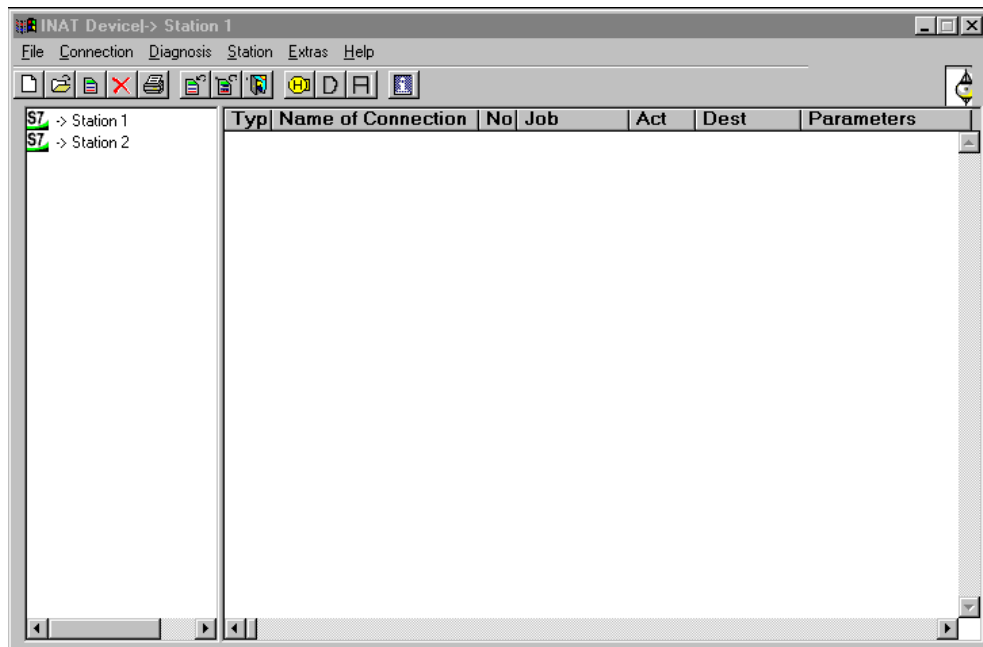 INAT Device|-> Station 1
File Connection Diagnosis Station Extras Help
H D A i
S7 -> Station 1
S7 -> Station 2
Typ Name of Connection No Job Act Dest Parameters